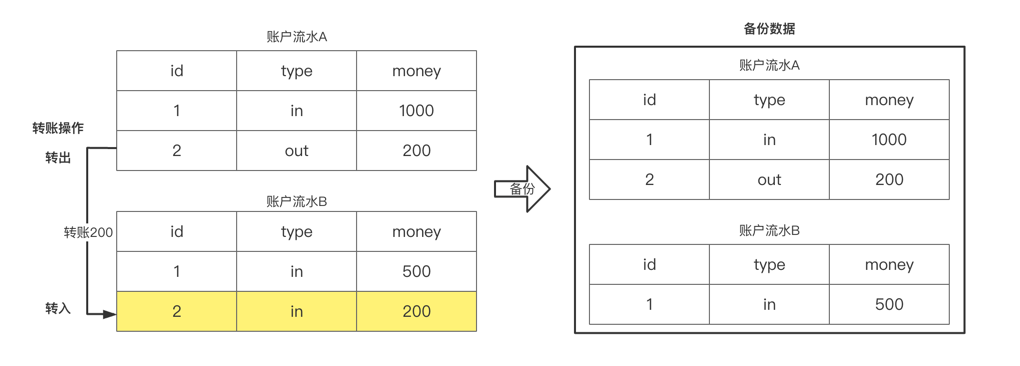 账户流水A
id type money
1 in 1000
2 out 200
转账操作
转出
转账200
转入
账户流水B
id type money
1 in 500
2 in 200
备份
备份数据
账户流水A
id type money
1 in 1000
2 out 200
账户流水B
id type money
1 in 500